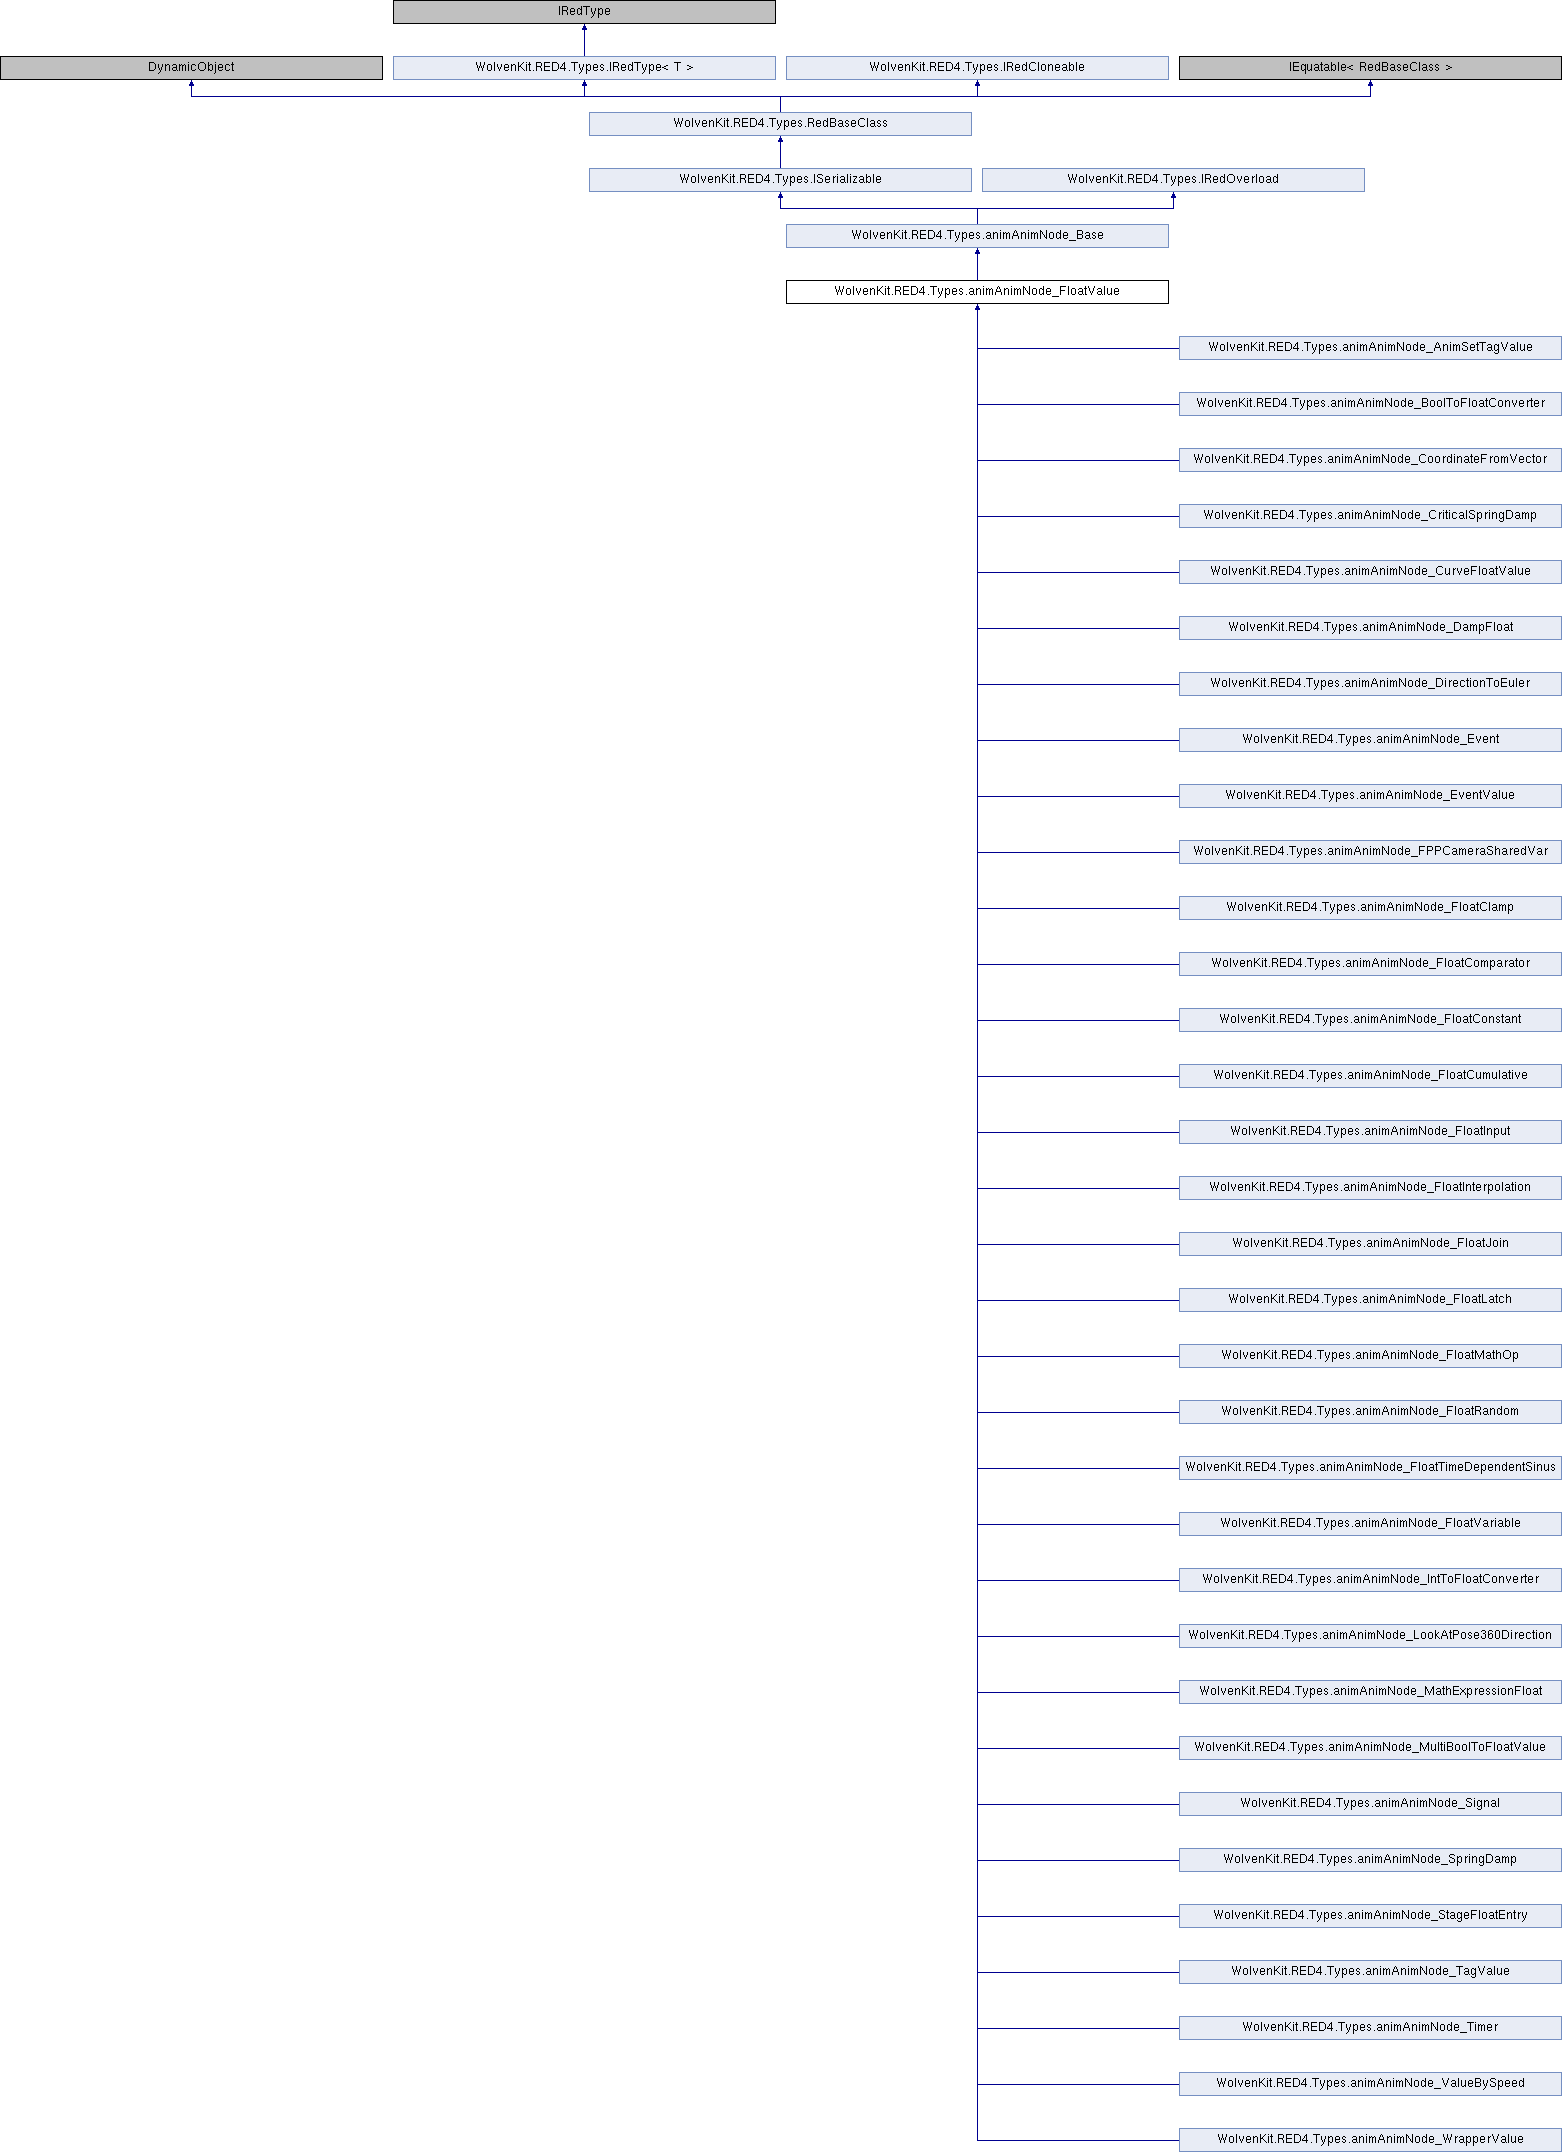 IRedType
DynamicObject
WolvenKit.RED4.Types.IRedType< T >
WolvenKit.RED4.Types.IRedCloneable
IEquatable< RedBaseClass >
WolvenKit.RED4.Types.RedBaseClass
WolvenKit.RED4.Types.ISerializable
WolvenKit.RED4.Types.IRedOverload
WolvenKit.RED4.Types.animAnimNode_Base
WolvenKit.RED4.Types.animAnimNode_FloatValue
WolvenKit.RED4.Types.animAnimNode_AnimSetTagValue
WolvenKit.RED4.Types.animAnimNode_BoolToFloatConverter
WolvenKit.RED4.Types.animAnimNode_CoordinateFromVector
WolvenKit.RED4.Types.animAnimNode_CriticalSpringDamp
WolvenKit.RED4.Types.animAnimNode_CurveFloatValue
WolvenKit.RED4.Types.animAnimNode_DampFloat
WolvenKit.RED4.Types.animAnimNode_DirectionToEuler
WolvenKit.RED4.Types.animAnimNode_Event
WolvenKit.RED4.Types.animAnimNode_EventValue
WolvenKit.RED4.Types.animAnimNode_FPPCameraSharedVar
WolvenKit.RED4.Types.animAnimNode_FloatClamp
WolvenKit.RED4.Types.animAnimNode_FloatComparator
WolvenKit.RED4.Types.animAnimNode_FloatConstant
WolvenKit.RED4.Types.animAnimNode_FloatCumulative
WolvenKit.RED4.Types.animAnimNode_FloatInput
WolvenKit.RED4.Types.animAnimNode_FloatInterpolation
WolvenKit.RED4.Types.animAnimNode_FloatJoin
WolvenKit.RED4.Types.animAnimNode_FloatLatch
WolvenKit.RED4.Types.animAnimNode_FloatMathOp
WolvenKit.RED4.Types.animAnimNode_FloatRandom
WolvenKit.RED4.Types.animAnimNode_FloatTimeDependentSinus
WolvenKit.RED4.Types.animAnimNode_FloatVariable
WolvenKit.RED4.Types.animAnimNode_IntToFloatConverter
WolvenKit.RED4.Types.animAnimNode_LookAtPose360Direction
WolvenKit.RED4.Types.animAnimNode_MathExpressionFloat
WolvenKit.RED4.Types.animAnimNode_MultiBoolToFloatValue
WolvenKit.RED4.Types.animAnimNode_Signal
WolvenKit.RED4.Types.animAnimNode_SpringDamp
WolvenKit.RED4.Types.animAnimNode_StageFloatEntry
WolvenKit.RED4.Types.animAnimNode_TagValue
WolvenKit.RED4.Types.animAnimNode_Timer
WolvenKit.RED4.Types.animAnimNode_ValueBySpeed
WolvenKit.RED4.Types.animAnimNode_WrapperValue